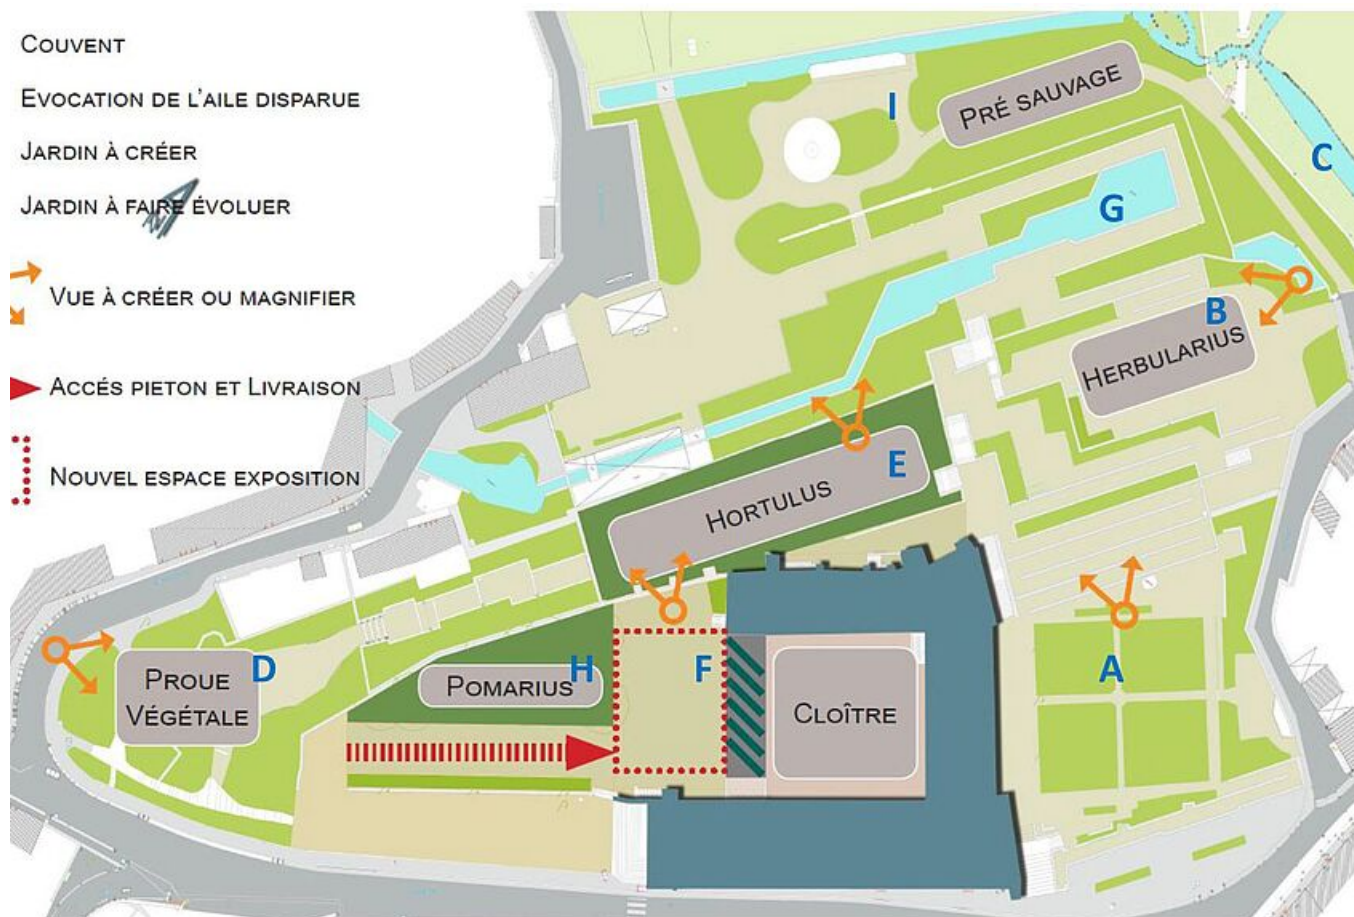 Couvent
Evocation de l'aile disparue
Jardin à créer
Jardin à faire évoluer
Vue à créer ou magnifier
Accés pieton et Livraison
Nouvel espace exposition
I
Pré sauvage
C
G
B
Herbularius
E
Hortulus
D
Proue
Végétale
H
Pomarius
F
Cloître
A